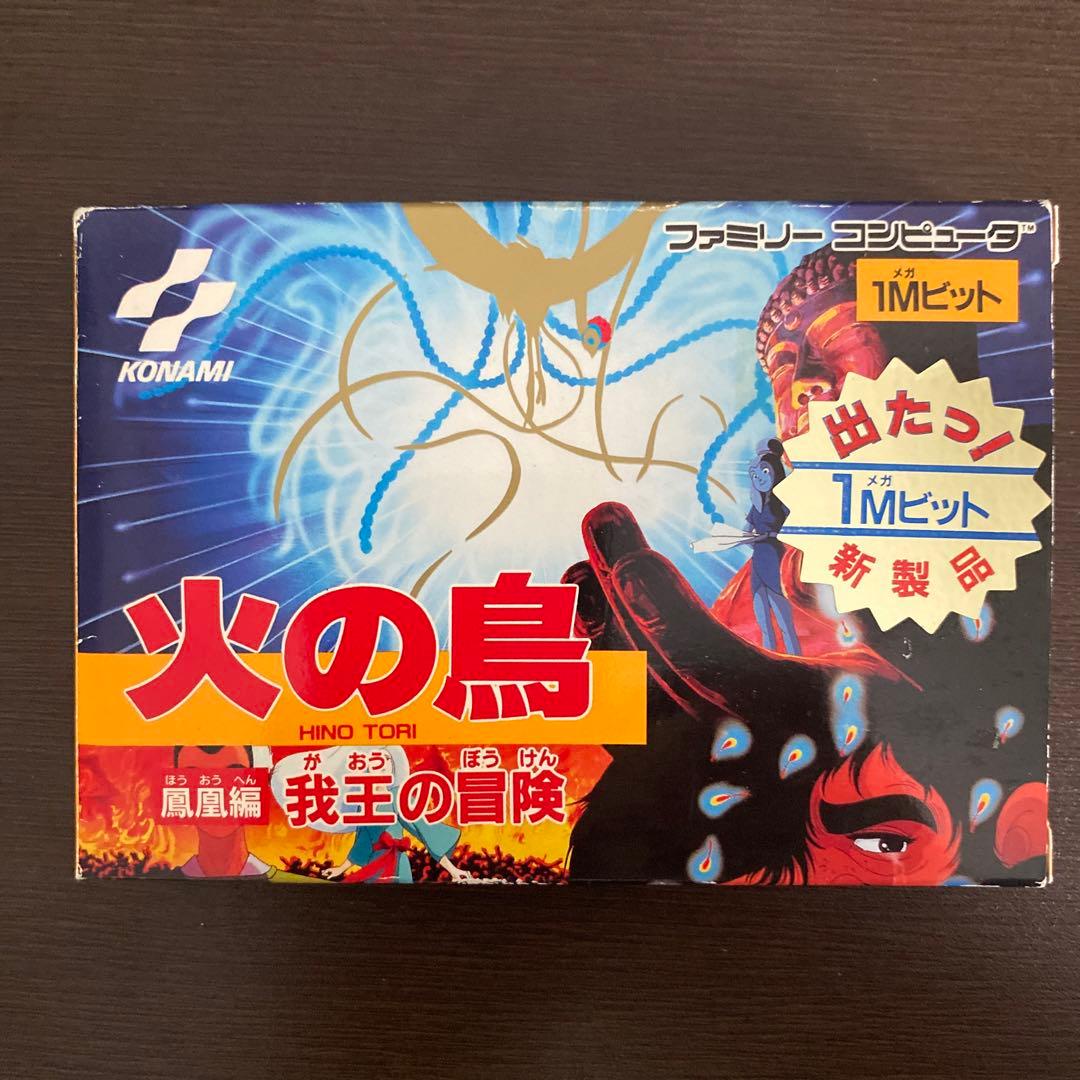 KONAMI
ファミリー コンピュータ™
メガ
1Mビット
出たっ!
メガ
1Mビット
新製品
火の鳥
HINO TORI
ほう おう へん
鳳凰編
が おう ぼう けん
我王の冒険